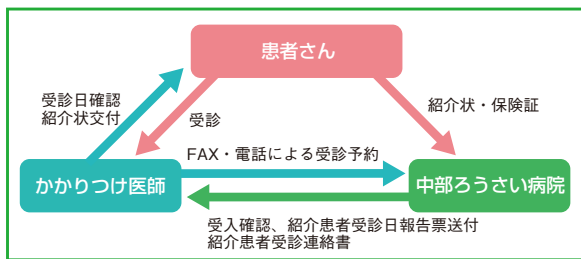 患者さん
受診日確認
紹介状交付
受診
紹介状・保険証
FAX・電話による受診予約
かかりつけ医師
中部ろうさい病院
受入確認、紹介患者受診日報告票送付
紹介患者受診連絡書